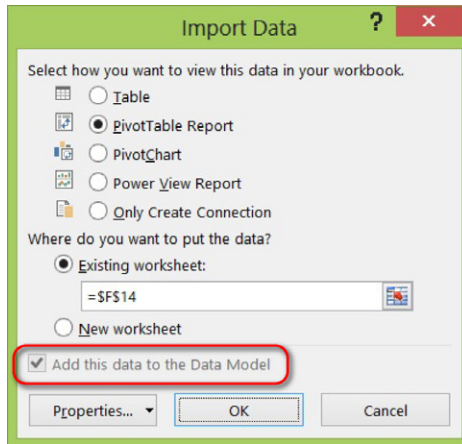 Import Data
?
×
Select how you want to view this data in your workbook.
Table
PivotTable Report
PivotChart
Power View Report
Only Create Connection
Where do you want to put the data?
Existing worksheet:
=$F$14
New worksheet
Add this data to the Data Model
Properties... OK Cancel